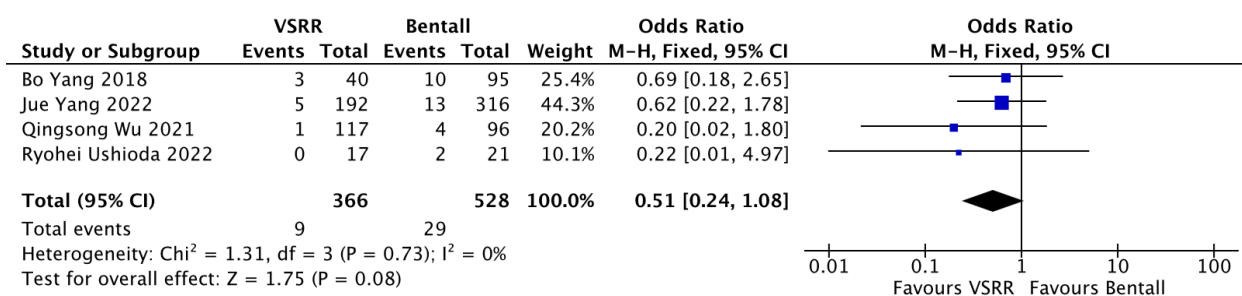 VSRR Bentall Odds Ratio Odds Ratio
Study or Subgroup Events Total Events Total Weight M-H, Fixed, 95% CI M-H, Fixed, 95% CI
Bo Yang 2018 3 40 10 95 25.4% 0.69 [0.18, 2.65]
Jue Yang 2022 5 192 13 316 44.3% 0.62 [0.22, 1.78]
Qingsong Wu 2021 1 117 4 96 20.2% 0.20 [0.02, 1.80]
Ryohei Ushioda 2022 0 17 2 21 10.1% 0.22 [0.01, 4.97]
Total (95% CI) 366 528 100.0% 0.51 [0.24, 1.08]
Total events 9 29
Heterogeneity: Chi² = 1.31, df = 3 (P = 0.73); I² = 0%
Test for overall effect: Z = 1.75 (P = 0.08)
0.01 0.1 1 10 100
Favours VSRR Favours Bentall